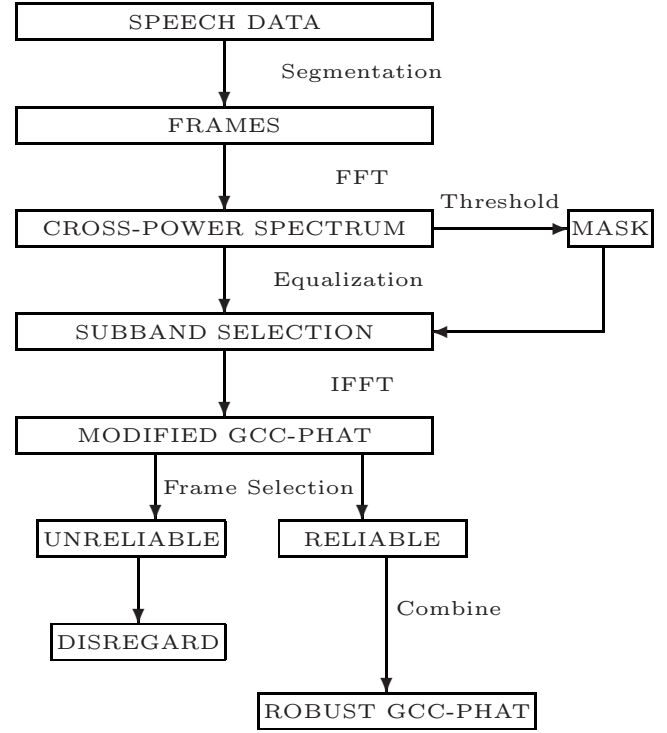 SPEECH DATA
Segmentation
FRAMES
FFT
Threshold
CROSS-POWER SPECTRUM
MASK
Equalization
SUBBAND SELECTION
IFFT
MODIFIED GCC-PHAT
Frame Selection
UNRELIABLE
RELIABLE
Combine
DISREGARD
ROBUST GCC-PHAT